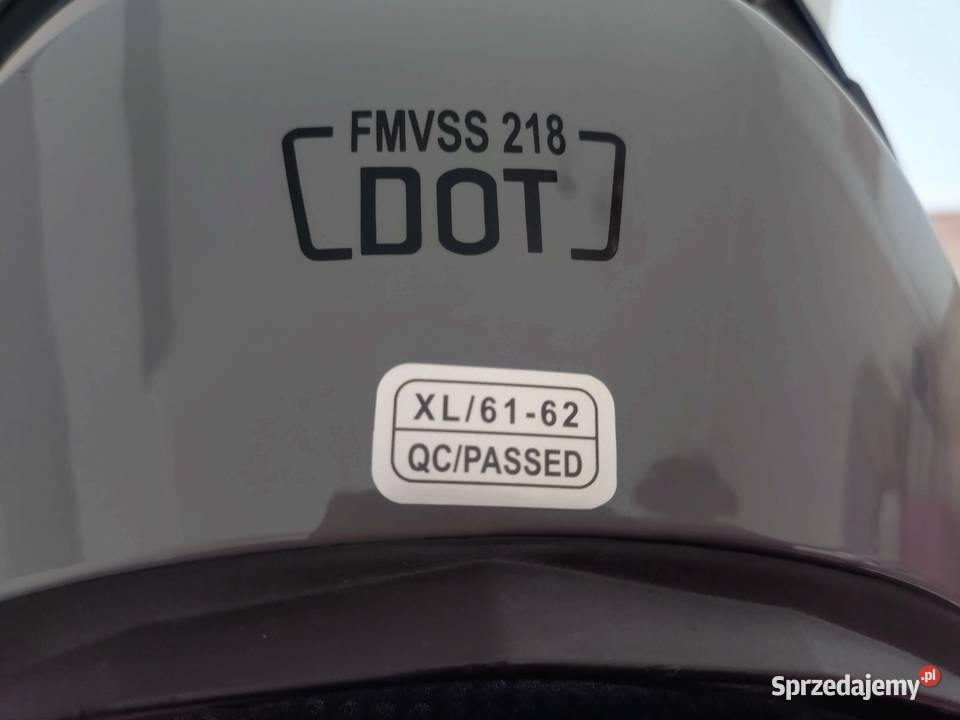 FMVSS 218
DOT
XL/61-62
QC/PASSED
Sprzedajemy.pl